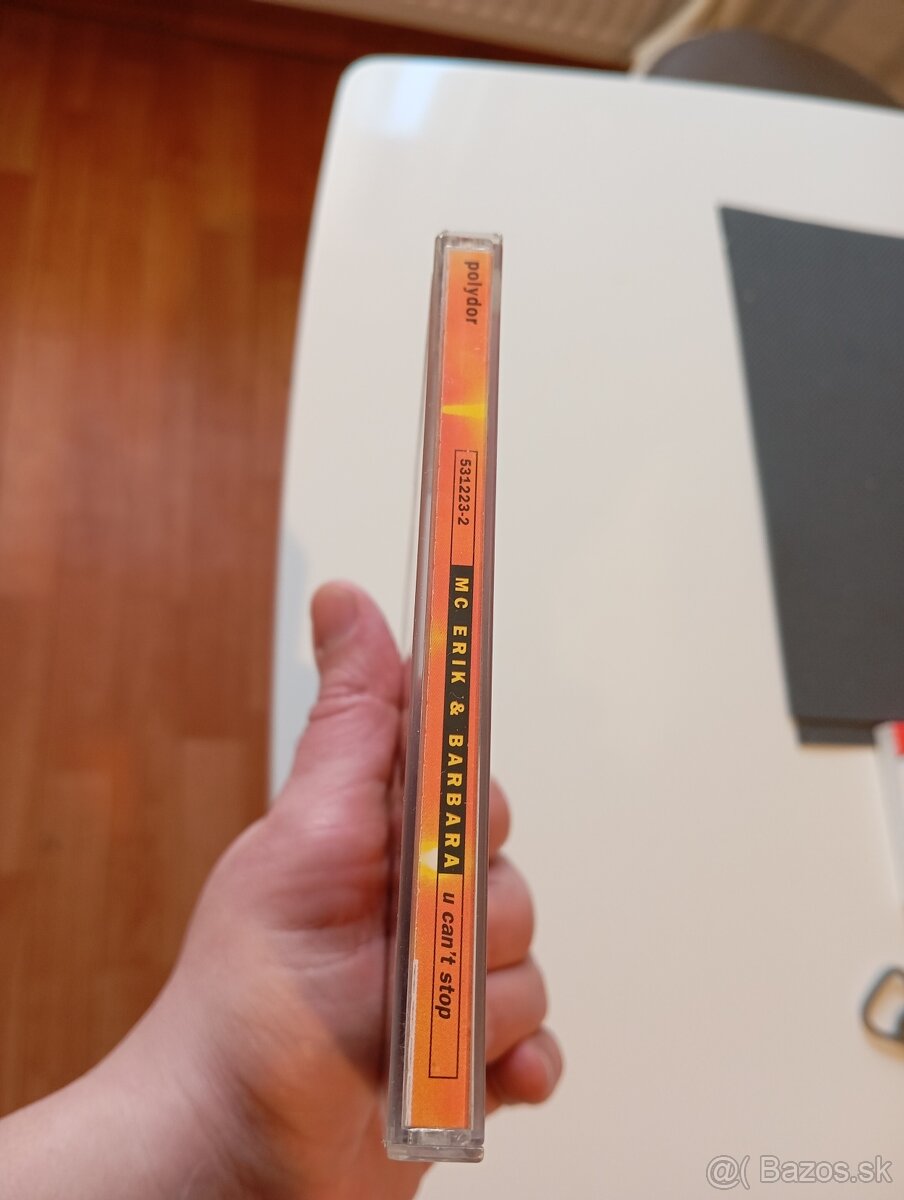 polydor
531223-2
MC ERIK & BARBARA
u can't stop
@( Bazos.sk